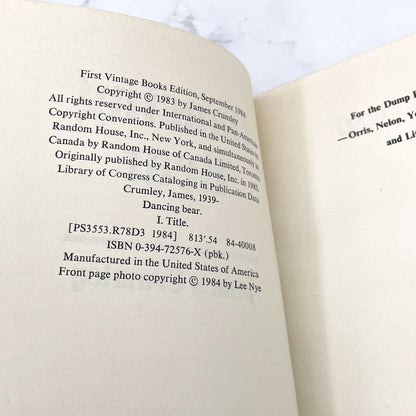 First Vintage Books Edition, September 1984
Copyright © 1983 by James Crumley
All rights reserved under International and Pan-American
Copyright Conventions. Published in the United States by
Random House, Inc., New York, and simultaneously in
Canada by Random House of Canada Limited, Toronto.
Originally published by Random House, Inc. in 1983.
Library of Congress Cataloging in Publication Data
Crumley, James, 1939-
Dancing bear.
I. Title.
[PS3553.R78D3 1984] 813'.54 84-40008
ISBN 0-394-72576-X (pbk.)
Manufactured in the United States of America
Front page photo copyright © 1984 by Lee Nye
For the Dump
—Orris, Nelon,
and